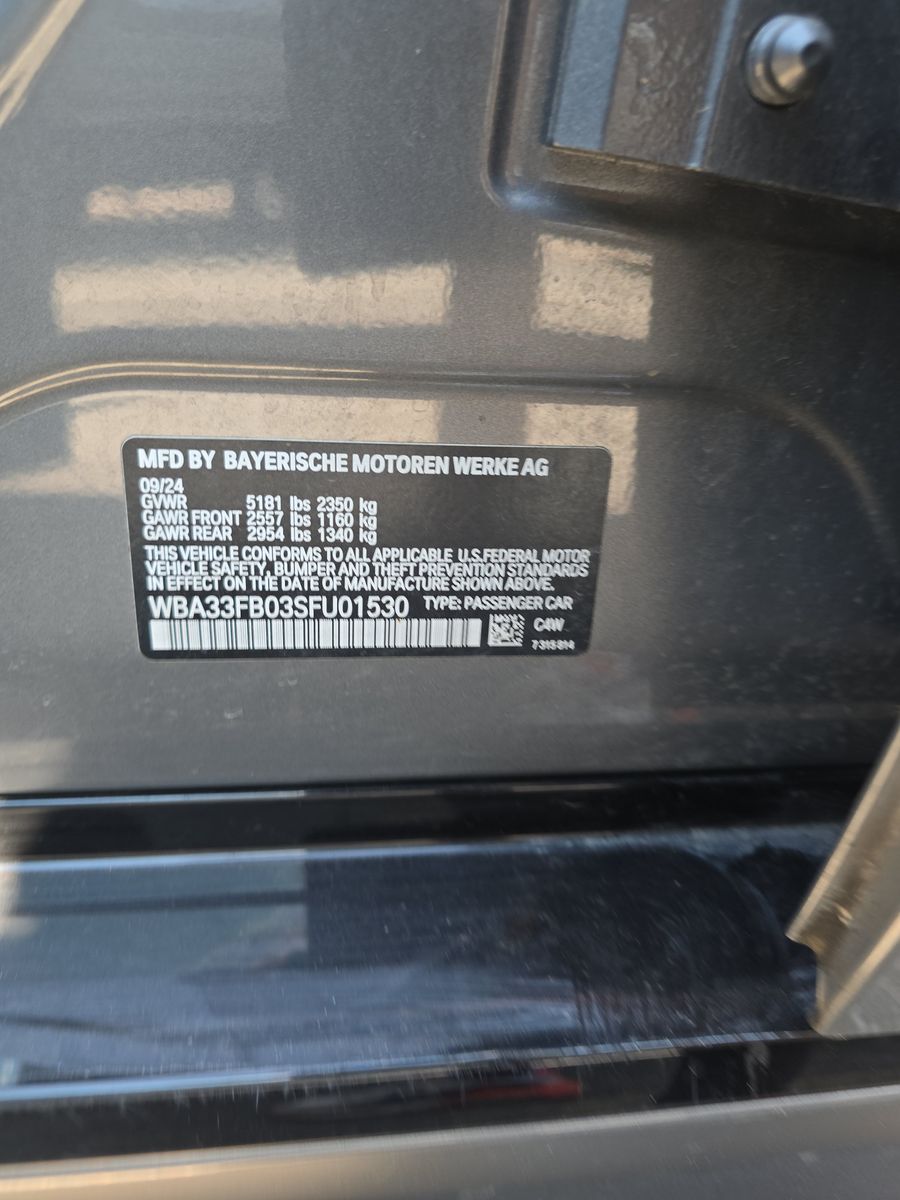 MFD BY BAYERISCHE MOTOREN WERKE AG
09/24
GVWR 5181 lbs 2350 kg
GAWR FRONT 2557 lbs 1160 kg
GAWR REAR 2954 lbs 1340 kg
THIS VEHICLE CONFORMS TO ALL APPLICABLE U.S.FEDERAL MOTOR
VEHICLE SAFETY, BUMPER AND THEFT PREVENTION STANDARDS
IN EFFECT ON THE DATE OF MANUFACTURE SHOWN ABOVE.
WBA33FB03SFU01530 TYPE: PASSENGER CAR
C4W
7315814